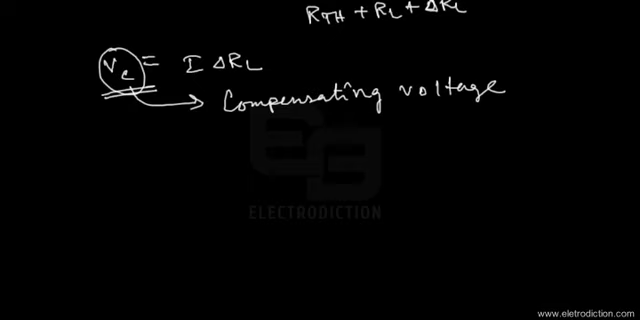 RTH + RL + ΔRL
Vc = I ΔRL
Compensating voltage
ELECTRODICTION
www.eletrodiction.com